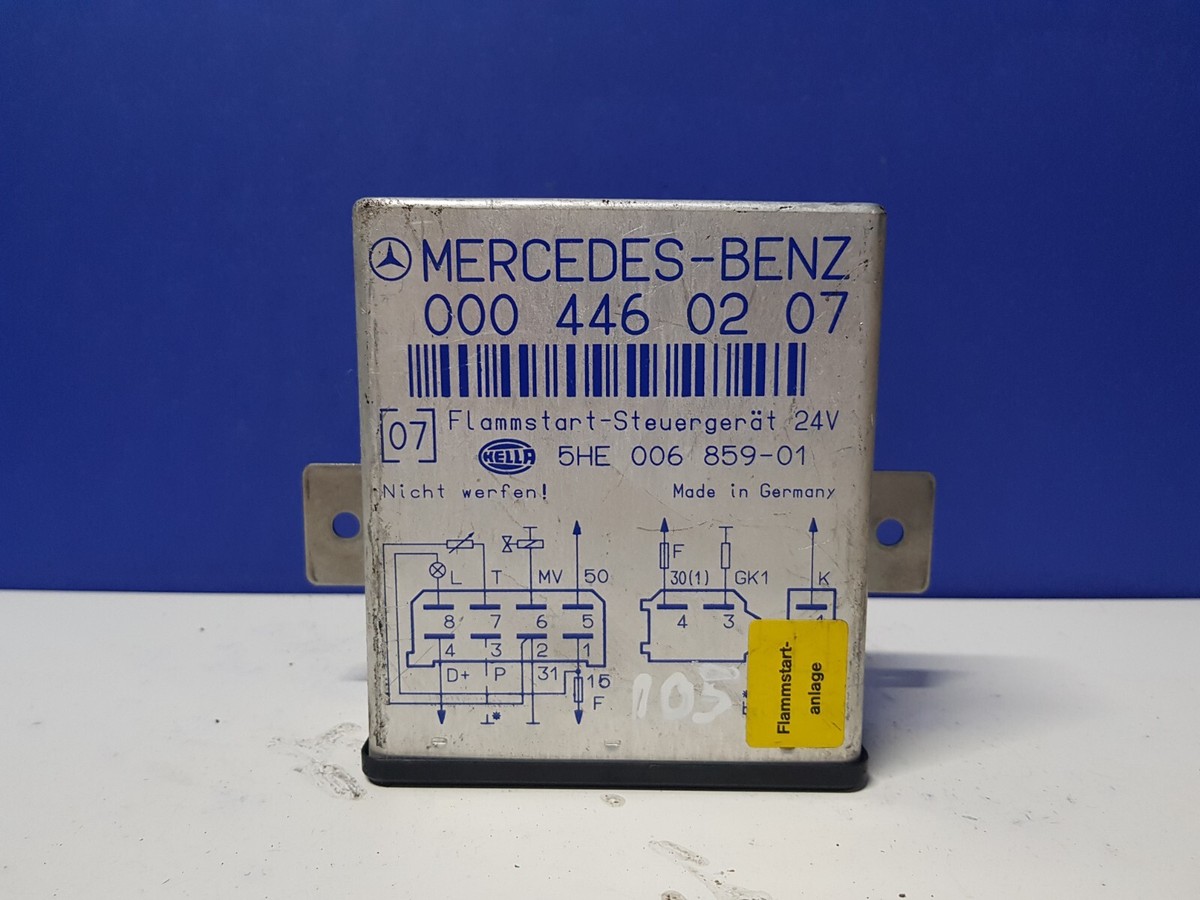 MERCEDES-BENZ
000 446 02 07
[07] Flammstart-Steuergerät 24V
HELLA 5HE 006 859-01
Nicht werfen! Made in Germany
L T MV 50 F 30(1) GK1 K
8 7 6 5 4 3
4 3 2 1
D+ P 31 15
F
*
105
Flammstart-
anlage